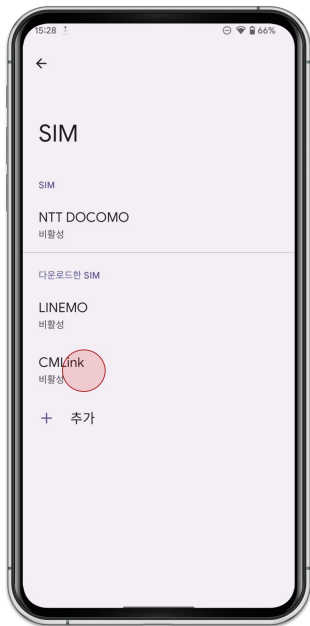 15:28
66%
SIM
SIM
NTT DOCOMO
비활성
다운로드한 SIM
LINEMO
비활성
CMLink
비활성
+ 추가